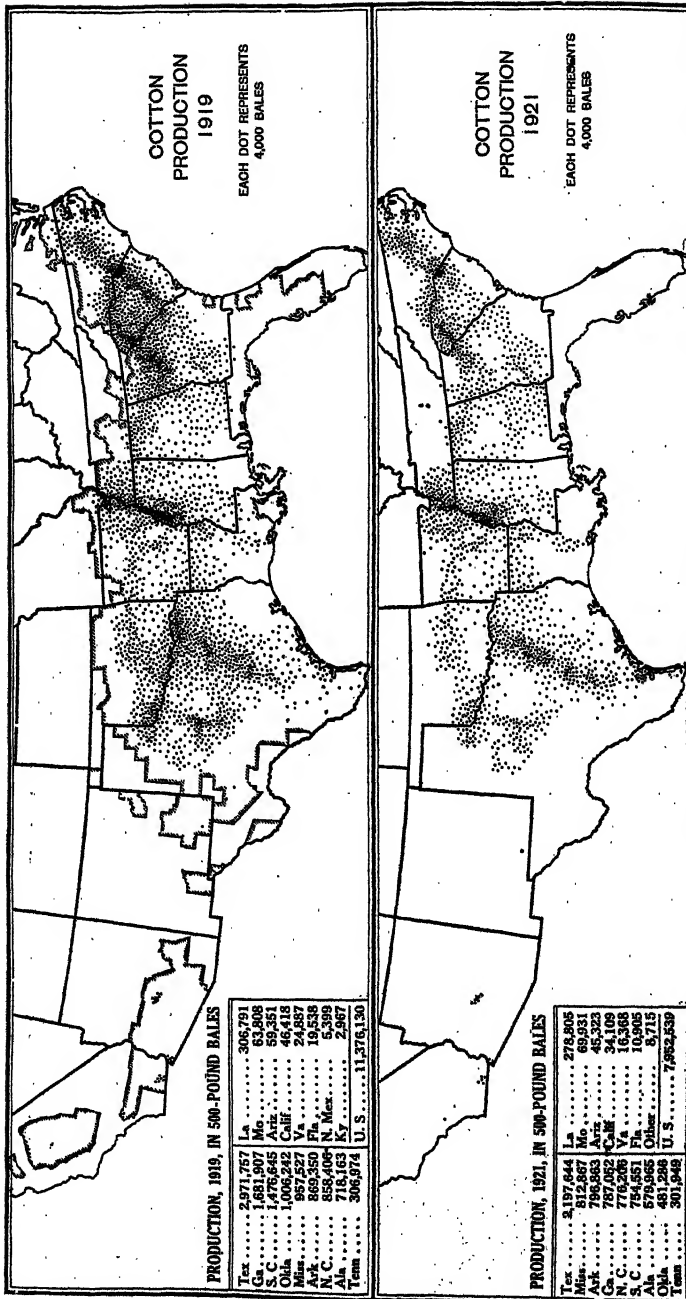 COTTON
PRODUCTION
1919
EACH DOT REPRESENTS
4,000 BALES
PRODUCTION, 1919, IN 500-POUND BALES
Tex ..... 2,971,757
Ga ..... 1,681,907
S. C. ..... 1,476,645
Okla ..... 1,006,242
Miss ..... 957,527
Ark ..... 869,350
N. C. ..... 858,406
Ala ..... 718,163
Tenn ..... 306,974
La ..... 306,791
Mo ..... 63,808
Ariz ..... 59,351
Calif ..... 46,418
Va ..... 24,887
Fla ..... 19,538
N. Mex. ..... 5,399
Ky ..... 2,967
U. S. ..... 11,376,130
COTTON
PRODUCTION
1921
EACH DOT REPRESENTS
4,000 BALES
PRODUCTION, 1921, IN 500-POUND BALES
Tex ..... 2,197,644
Miss ..... 812,867
Ark ..... 796,863
Ga ..... 787,052
N. C. ..... 776,208
S. C. ..... 754,551
Ala ..... 579,965
Okla ..... 481,286
Tenn ..... 301,942
La ..... 278,805
Mo ..... 69,931
Ariz ..... 45,323
Calif ..... 34,109
Va ..... 16,368
Fla ..... 10,905
Other ..... 8,715
U. S. ..... 7,952,539